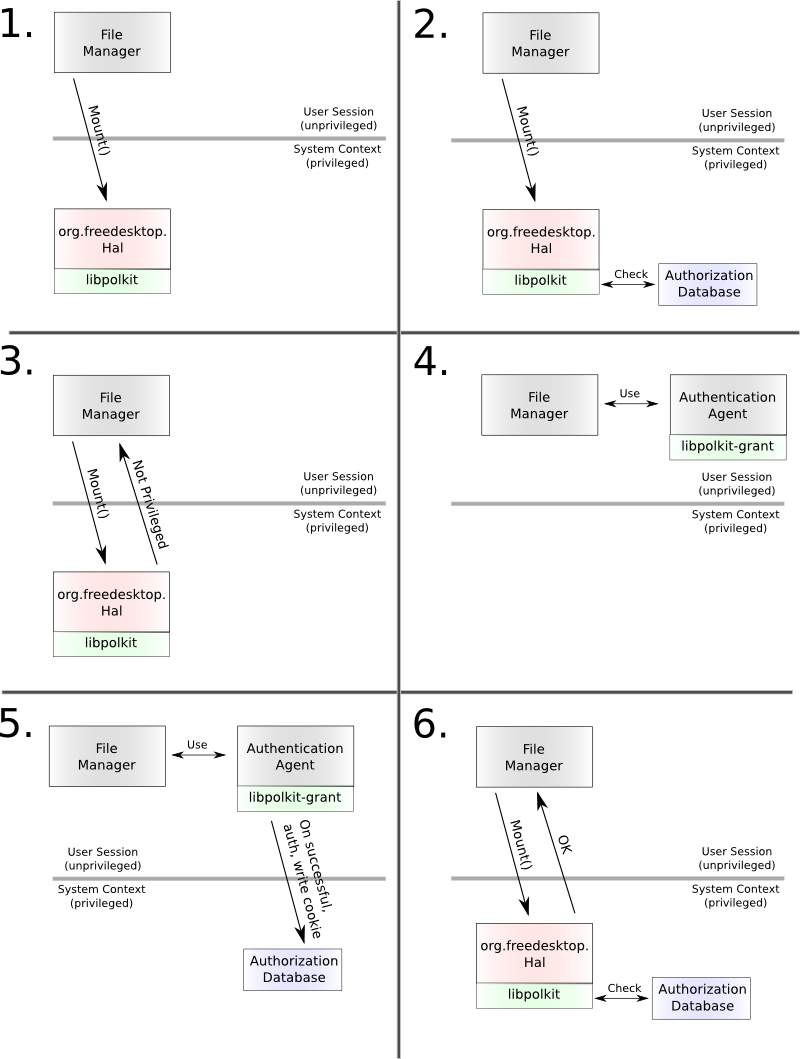 1.
File
Manager
Mount()
User Session
(unprivileged)
System Context
(privileged)
org.freedesktop.
Hal
libpolkit
2.
File
Manager
Mount()
User Session
(unprivileged)
System Context
(privileged)
org.freedesktop.
Hal
libpolkit
Check
Authorization
Database
3.
File
Manager
Mount()
Not Privileged
User Session
(unprivileged)
System Context
(privileged)
org.freedesktop.
Hal
libpolkit
4.
File
Manager
Use
Authentication
Agent
libpolkit-grant
User Session
(unprivileged)
System Context
(privileged)
5.
File
Manager
Use
Authentication
Agent
libpolkit-grant
On successful,
auth, write cookie
User Session
(unprivileged)
System Context
(privileged)
Authorization
Database
6.
File
Manager
Mount()
OK
User Session
(unprivileged)
System Context
(privileged)
org.freedesktop.
Hal
libpolkit
Check
Authorization
Database